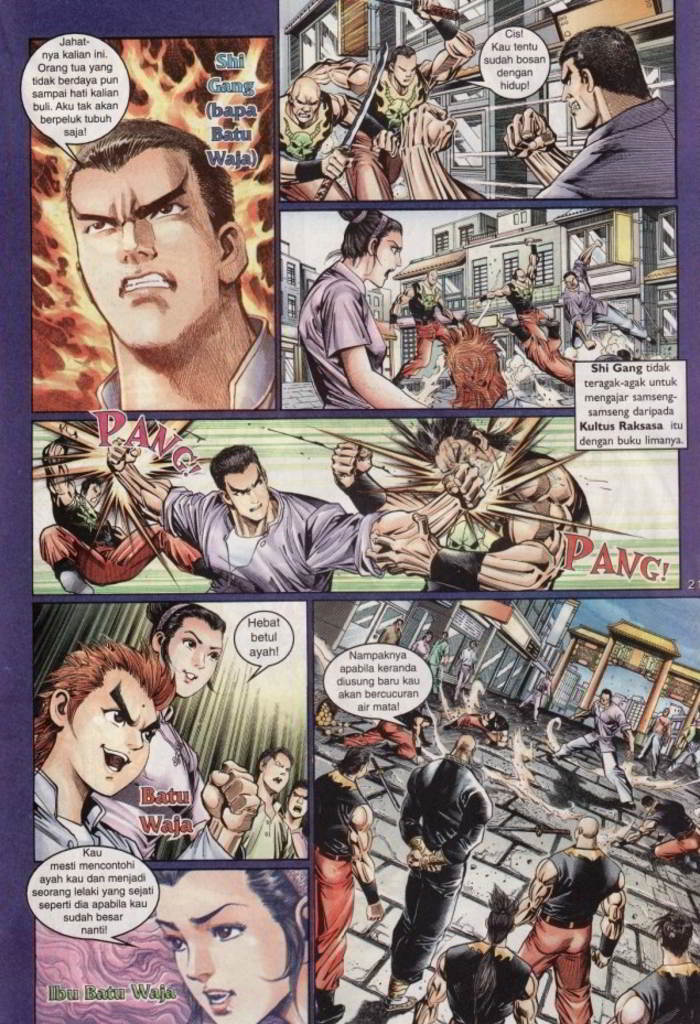 Jahat-
nya kalian ini.
Orang tua yang
tidak berdaya pun
sampai hati kalian
buli. Aku tak akan
berpeluk tubuh
saja!
Shi
Gang
(bapa
Batu
Waja)
Cis!
Kau tentu
sudah bosan
dengan
hidup!
Shi Gang tidak
teragak-agak untuk
mengajar samseng-
samseng daripada
Kultus Raksasa itu
dengan buku limanya.
PANG!
PANG!
21
Hebat
betul
ayah!
Batu
Waja
Kau
mesti mencontohi
ayah kau dan menjadi
seorang lelaki yang sejati
seperti dia apabila kau
sudah besar
nanti!
Ibu Batu Waja
Nampaknya
apabila keranda
diusung baru kau
akan bercucuran
air mata!